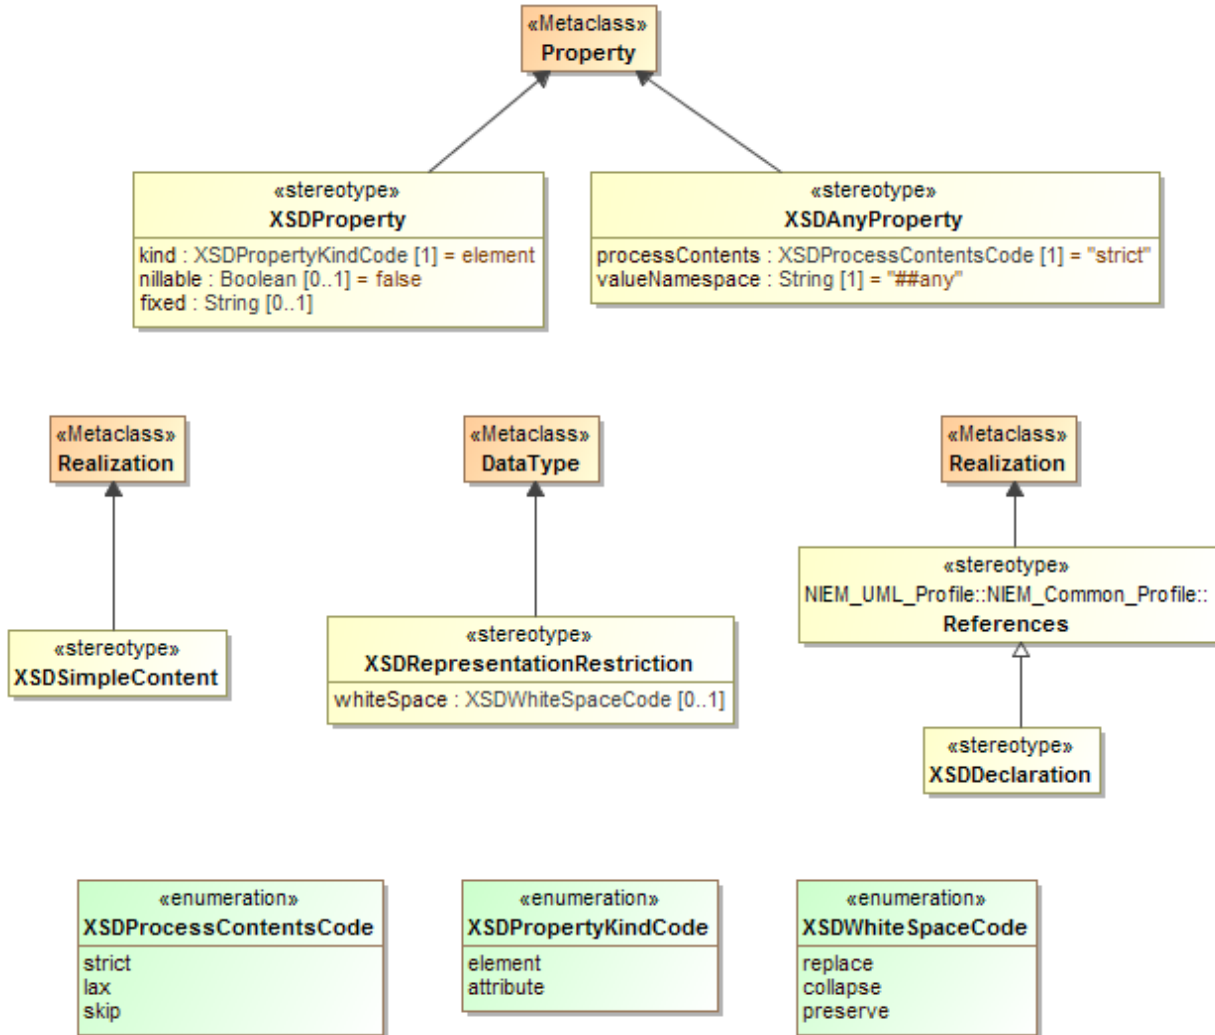 «Metaclass»
Property
«stereotype»
XSDProperty
kind : XSDPropertyKindCode [1] = element
nillable : Boolean [0..1] = false
fixed : String [0..1]
«stereotype»
XSDAnyProperty
processContents : XSDProcessContentsCode [1] = "strict"
valueNamespace : String [1] = "##any"
«Metaclass»
Realization
«Metaclass»
DataType
«Metaclass»
Realization
«stereotype»
XSDSimpleContent
«stereotype»
XSDRepresentationRestriction
whiteSpace : XSDWhiteSpaceCode [0..1]
«stereotype»
NIEM_UML_Profile::NIEM_Common_Profile::
References
«stereotype»
XSDDeclaration
«enumeration»
XSDProcessContentsCode
strict
lax
skip
«enumeration»
XSDPropertyKindCode
element
attribute
«enumeration»
XSDWhiteSpaceCode
replace
collapse
preserve